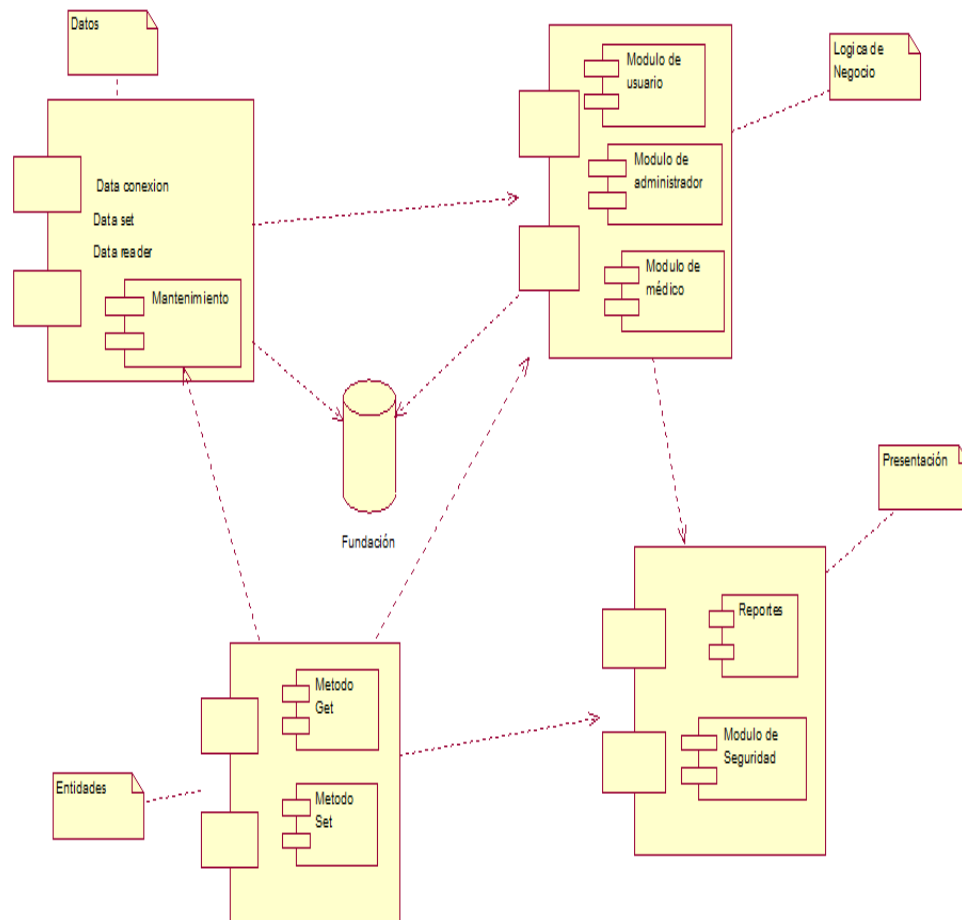 Datos
Data conexion
Data set
Data reader
Mantenimiento
Modulo de
usuario
Modulo de
administrador
Modulo de
médico
Logica de
Negocio
Fundación
Presentación
Reportes
Modulo de
Seguridad
Metodo
Get
Metodo
Set
Entidades